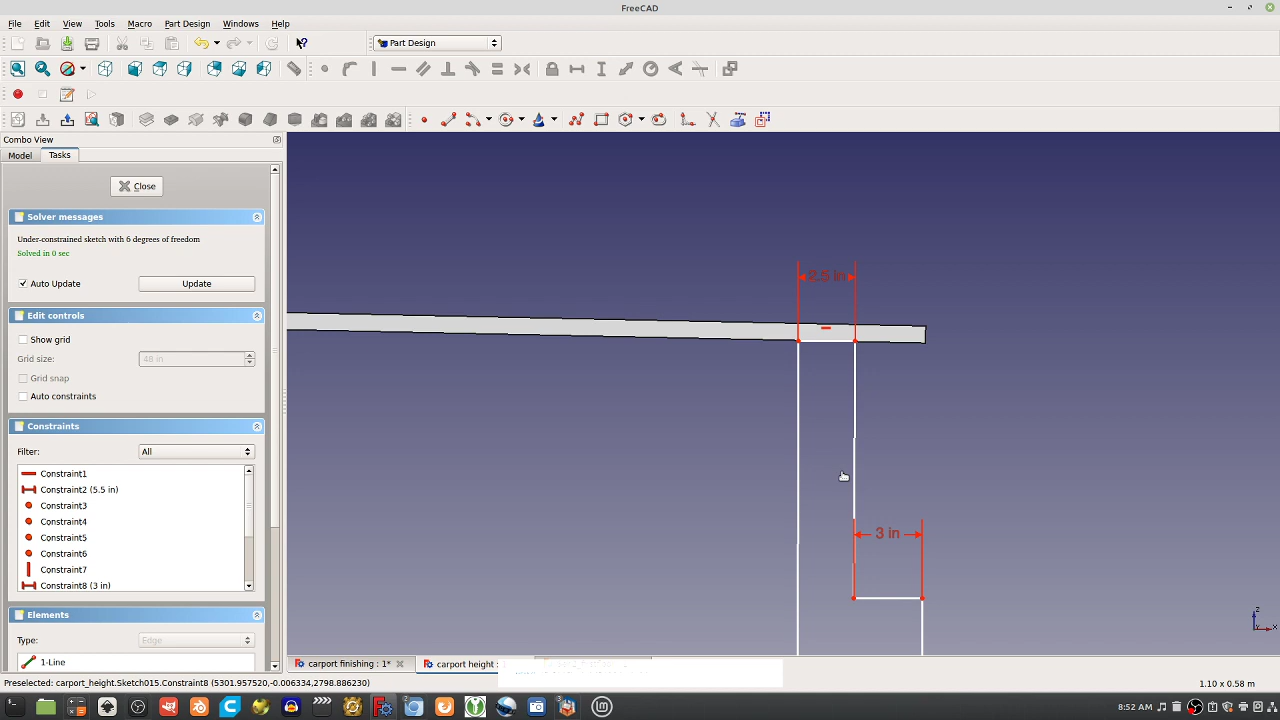 FreeCAD
File Edit View Tools Macro Part Design Windows Help
Part Design
Combo View
Model Tasks
Close
Solver messages
Under-constrained sketch with 6 degrees of freedom
Solved in 0 sec
Auto Update Update
Edit controls
Show grid
Grid size: 48 in
Grid snap
Auto constraints
Constraints
Filter: All
Constraint1
Constraint2 (5.5 in)
Constraint3
Constraint4
Constraint5
Constraint6
Constraint7
Constraint8 (3 in)
Elements
Type: Edge
1-Line
2.5 in
3 in
carport finishing : 1* carport height :
Preselected: carport_height.Sketch015.Constraint8 (5301.957520,-0.006334,2798.886230)
1.10 x 0.58 m
8:52 AM